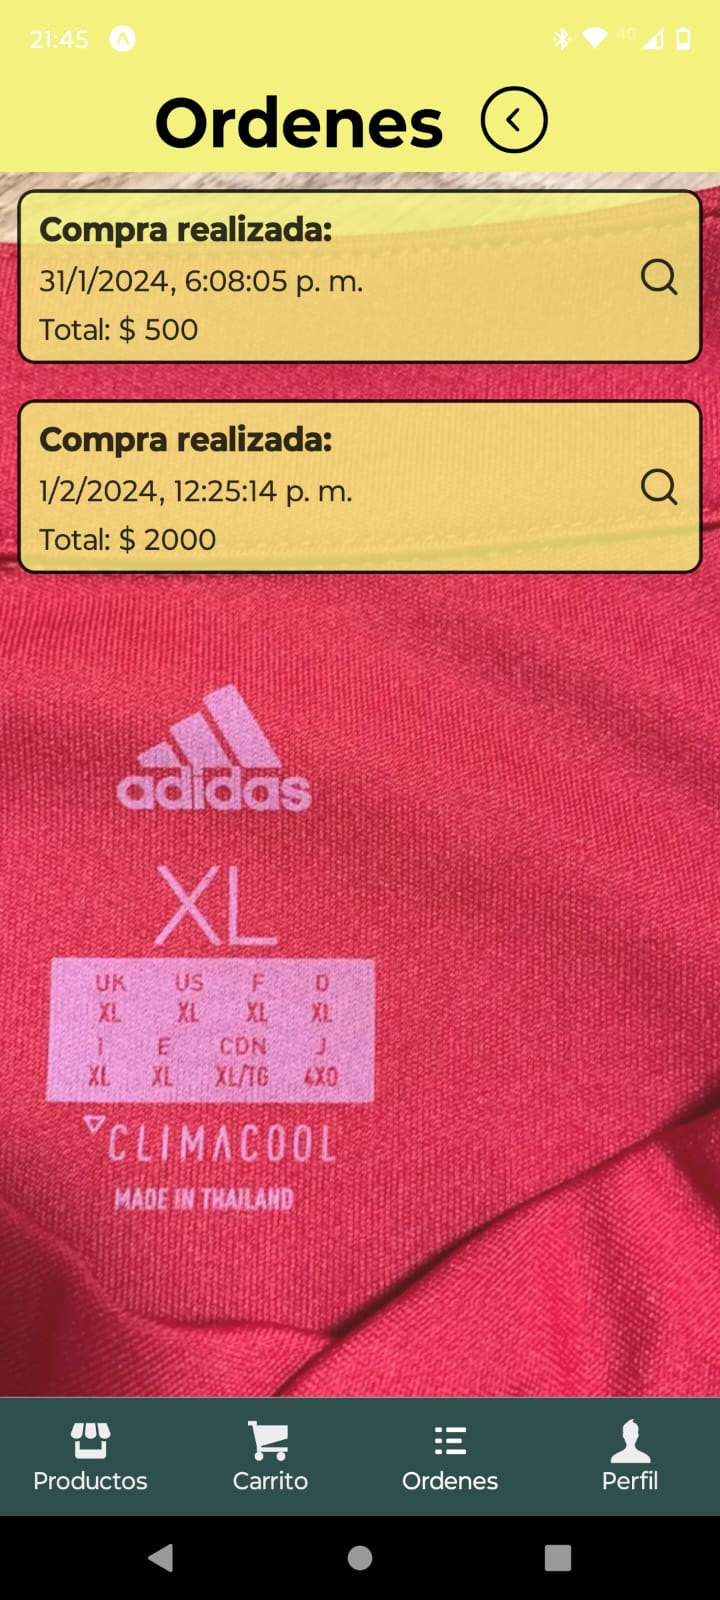 21:45
4G
Ordenes
Compra realizada:
31/1/2024, 6:08:05 p. m.
Total: $ 500
Compra realizada:
1/2/2024, 12:25:14 p. m.
Total: $ 2000
adidas
XL
UK US F D
XL XL XL XL
I E CDN J
XL XL XL/TG 4XO
CLIMACOOL
MADE IN THAILAND
Productos Carrito Ordenes Perfil